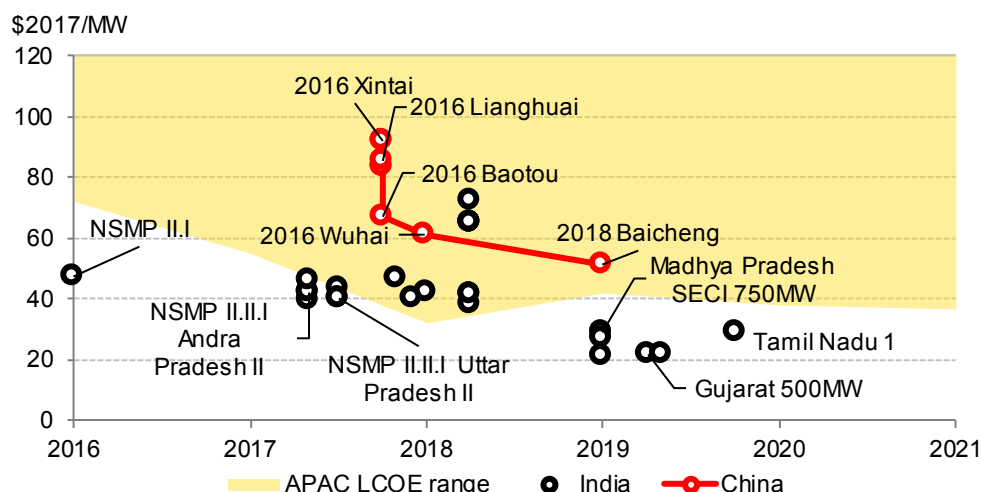 $2017/MW
120
100
80
60
40
20
0
2016 Xintai
2016 Lianghuai
2016 Baotou
NSMP II.I
2016 Wuhai
2018 Baicheng
Madhya Pradesh
SECI 750MW
NSMP II.II.I
Andra
Pradesh II
NSMP II.II.I Uttar
Pradesh II
Tamil Nadu 1
Gujarat 500MW
2016 2017 2018 2019 2020 2021
APAC LCOE range India China